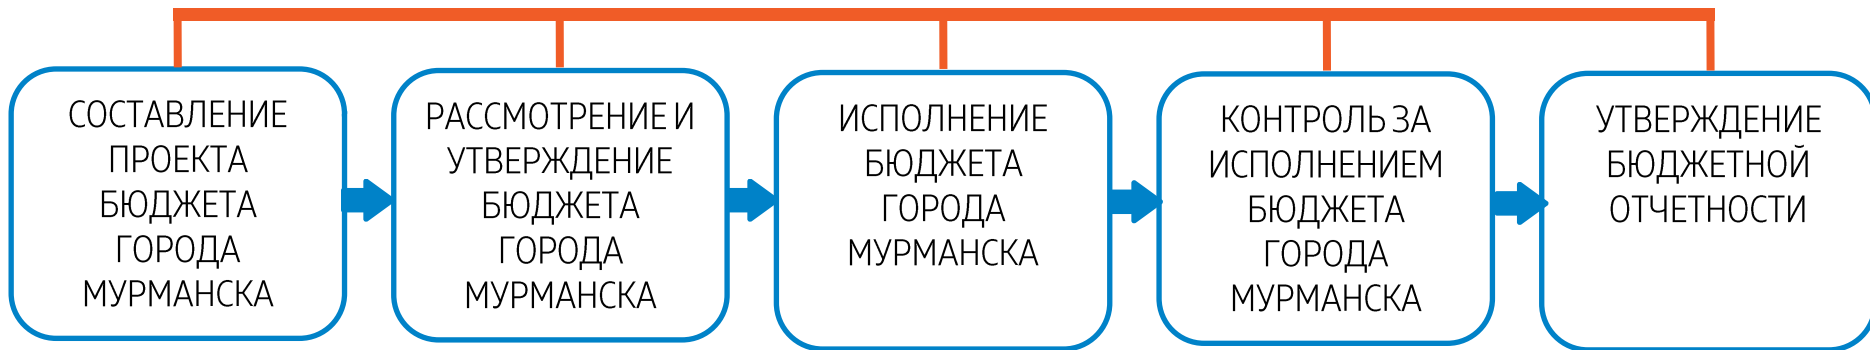 СОСТАВЛЕНИЕ
ПРОЕКТА
БЮДЖЕТА
ГОРОДА
МУРМАНСКА
РАССМОТРЕНИЕ И
УТВЕРЖДЕНИЕ
БЮДЖЕТА
ГОРОДА
МУРМАНСКА
ИСПОЛНЕНИЕ
БЮДЖЕТА
ГОРОДА
МУРМАНСКА
КОНТРОЛЬ ЗА
ИСПОЛНЕНИЕМ
БЮДЖЕТА
ГОРОДА
МУРМАНСКА
УТВЕРЖДЕНИЕ
БЮДЖЕТНОЙ
ОТЧЕТНОСТИ